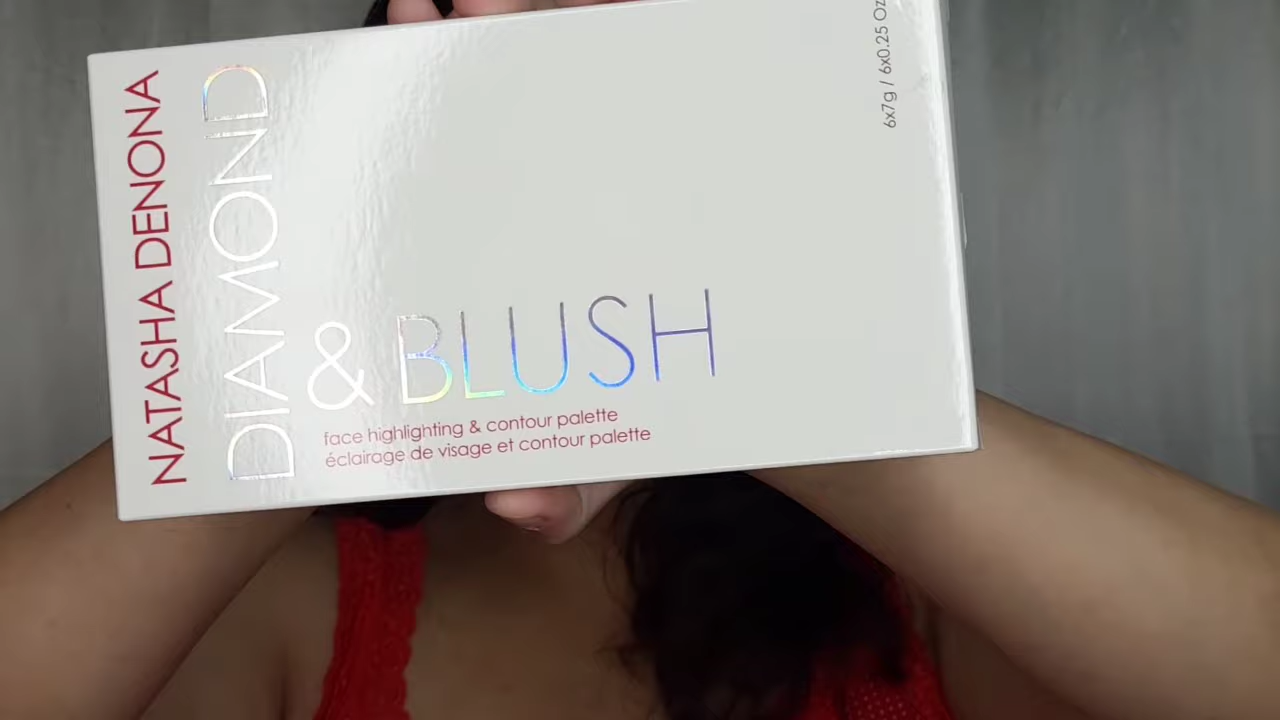 NATASHA DENONA
DIAMOND
& BLUSH
face highlighting & contour palette
éclairage de visage et contour palette
6x7g / 6x0.25 Oz